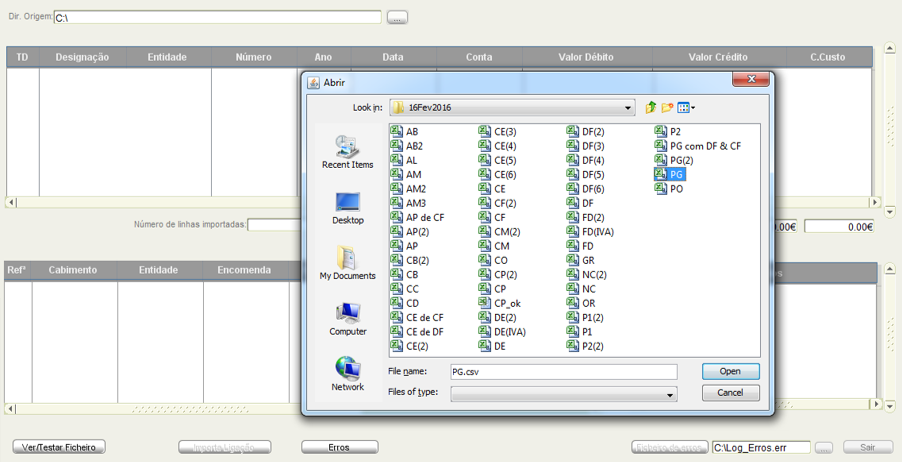 Dir. Origem: C:\ ...
TD Designação Entidade Número Ano Data Conta Valor Débito Valor Crédito C.Custo
Abrir
Look in: 16Fev2016
AB CE(3) DF(2) P2
AB2 CE(4) DF(3) PG com DF & CF
AL CE(5) DF(4) PG(2)
AM CE(6) DF(5) PG
AM2 CE DF(6) PO
AM3 CF(2) DF
AP de CF CF FD(2)
AP(2) CM(2) FD(IVA)
AP CM FD
CB(2) CO GR
CB CP(2) NC(2)
CC CP NC
CD CP_ok OR
CE de CF DE(2) P1(2)
CE de DF DE(IVA) P1
CE(2) DE P2(2)
Recent Items
Desktop
My Documents
Computer
Network
File name: PG.csv Open
Files of type: Cancel
Número de linhas importadas: 0.00€ 0.00€
Refª Cabimento Entidade Encomenda
Ver/Testar Ficheiro Importa Ligação Erros Ficheiro de erros C:\Log_Erros.err ... Sair